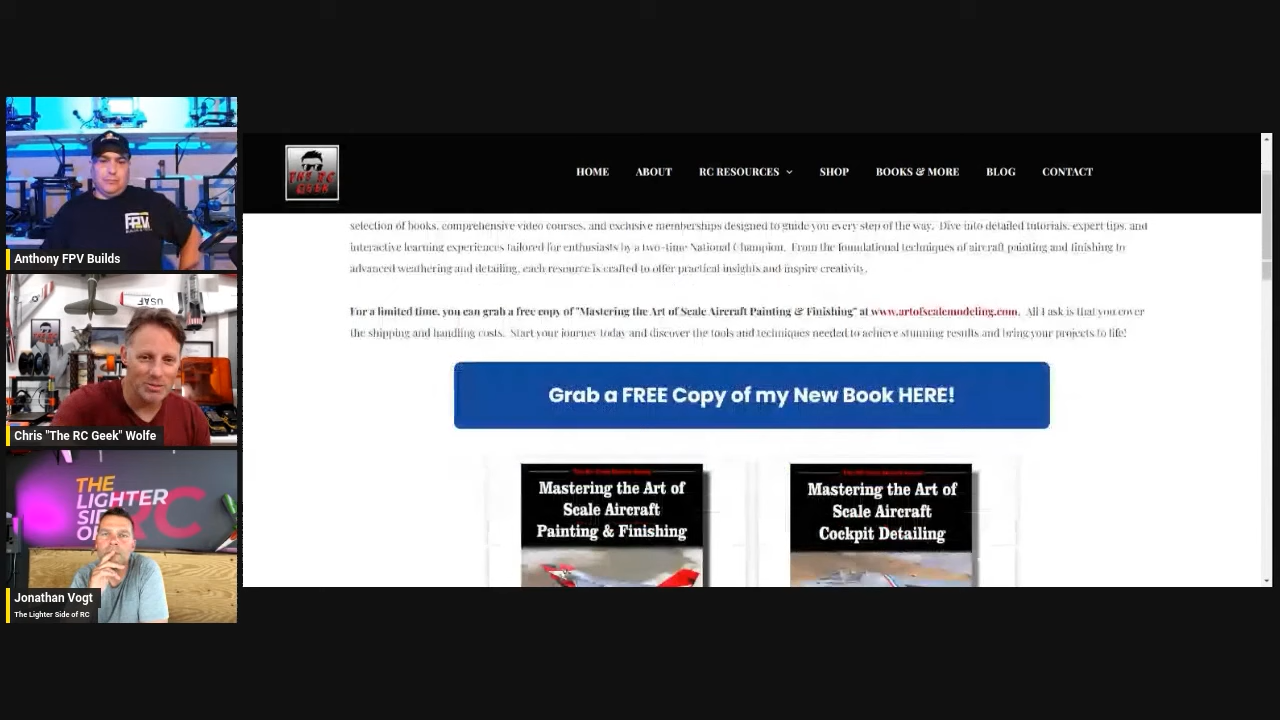 FPV
Anthony FPV Builds
USAF
Chris "The RC Geek" Wolfe
THE
LIGHTER
SIDE
OF RC
Jonathan Vogt
The Lighter Side of RC
THE RC
GEEK
HOME ABOUT RC RESOURCES SHOP BOOKS & MORE BLOG CONTACT
selection of books, comprehensive video courses, and exclusive memberships designed to guide you every step of the way. Dive into detailed tutorials, expert tips, and
interactive learning experiences tailored for enthusiasts by a two-time National Champion. From the foundational techniques of aircraft painting and finishing to
advanced weathering and detailing, each resource is crafted to offer practical insights and inspire creativity.
For a limited time, you can grab a free copy of "Mastering the Art of Scale Aircraft Painting & Finishing" at www.artofscalemodeling.com. All I ask is that you cover
the shipping and handling costs. Start your journey today and discover the tools and techniques needed to achieve stunning results and bring your projects to life!
Grab a FREE Copy of my New Book HERE!
Mastering the Art of
Scale Aircraft
Painting & Finishing
Mastering the Art of
Scale Aircraft
Cockpit Detailing